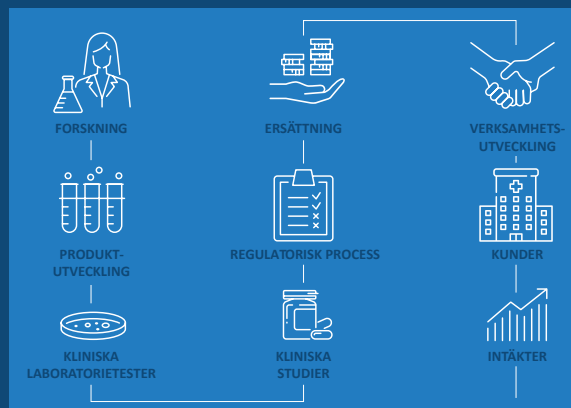 FORSKNING
PRODUKT-
UTVECKLING
KLINISKA
LABORATORIETESTER
ERSÄTTNING
REGULATORISK PROCESS
KLINISKA
STUDIER
VERKSAMHETS-
UTVECKLING
KUNDER
INTÄKTER